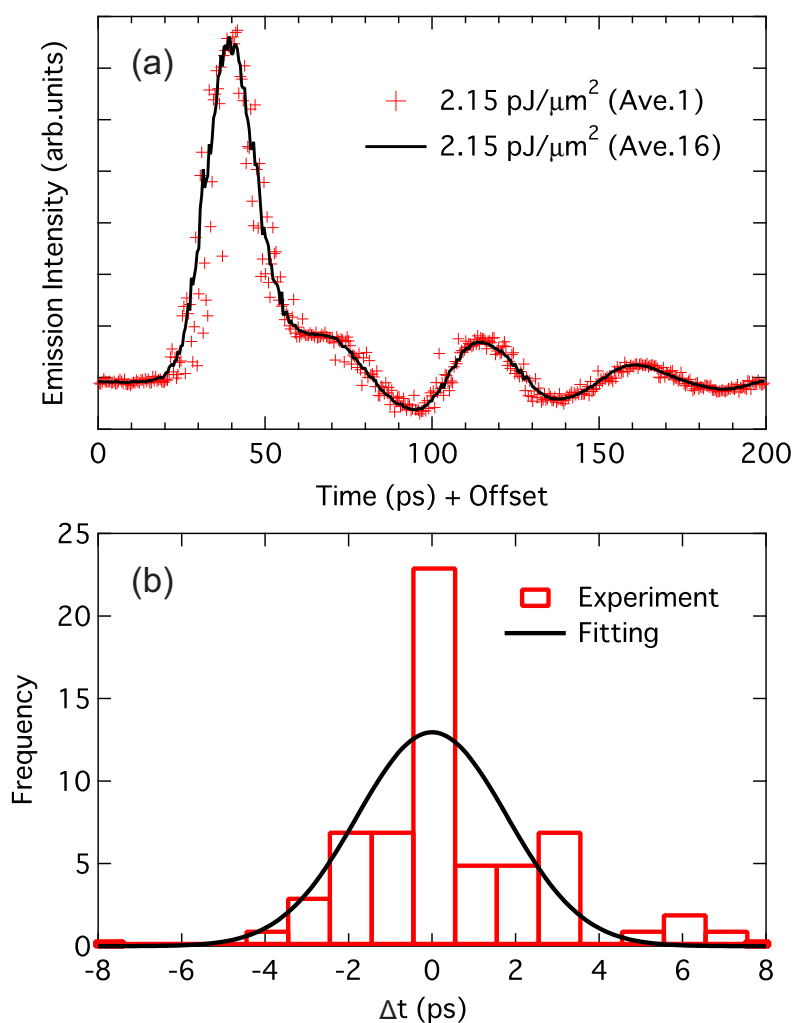 (a)
2.15 pJ/μm² (Ave.1)
2.15 pJ/μm² (Ave.16)
Emission Intensity (arb.units)
0 50 100 150 200
Time (ps) + Offset
(b)
Experiment
Fitting
Frequency
25
20
15
10
5
0
-8 -6 -4 -2 0 2 4 6 8
Δt (ps)